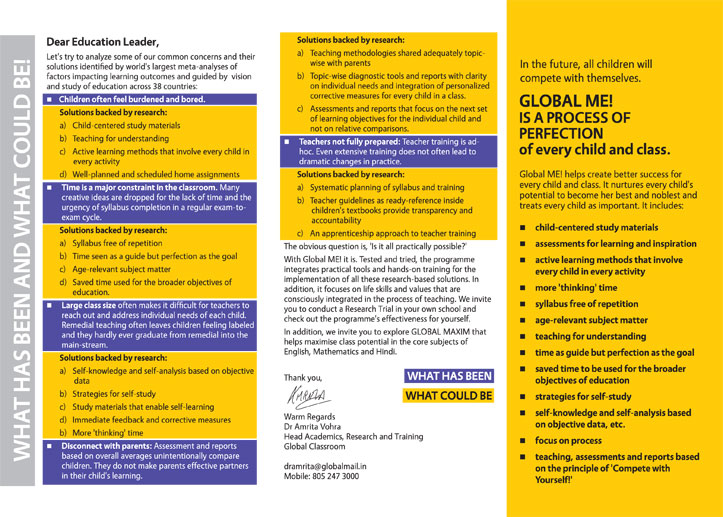 WHAT HAS BEEN AND WHAT COULD BE!
Dear Education Leader,
Let's try to analyze some of our common concerns and their
solutions identified by world's largest meta-analyses of
factors impacting learning outcomes and guided by vision
and study of education across 38 countries:
■ Children often feel burdened and bored.
Solutions backed by research:
a) Child-centered study materials
b) Teaching for understanding
c) Active learning methods that involve every child in
every activity
d) Well-planned and scheduled home assignments
■ Time is a major constraint in the classroom. Many
creative ideas are dropped for the lack of time and the
urgency of syllabus completion in a regular exam-to-
exam cycle.
Solutions backed by research:
a) Syllabus free of repetition
b) Time seen as a guide but perfection as the goal
c) Age-relevant subject matter
d) Saved time used for the broader objectives of
education.
■ Large class size often makes it difficult for teachers to
reach out and address individual needs of each child.
Remedial teaching often leaves children feeling labeled
and they hardly ever graduate from remedial into the
main-stream.
Solutions backed by research:
a) Self-knowledge and self-analysis based on objective
data
b) Strategies for self-study
c) Study materials that enable self-learning
d) Immediate feedback and corrective measures
b) More 'thinking' time
■ Disconnect with parents: Assessment and reports
based on overall averages unintentionally compare
children. They do not make parents effective partners
in their child's learning.
Solutions backed by research:
a) Teaching methodologies shared adequately topic-
wise with parents
b) Topic-wise diagnostic tools and reports with clarity
on individual needs and integration of personalized
corrective measures for every child in a class.
c) Assessments and reports that focus on the next set
of learning objectives for the individual child and
not on relative comparisons.
■ Teachers not fully prepared: Teacher training is ad-
hoc. Even extensive training does not often lead to
dramatic changes in practice.
Solutions backed by research:
a) Systematic planning of syllabus and training
b) Teacher guidelines as ready-reference inside
children's textbooks provide transparency and
accountability
c) An apprenticeship approach to teacher training
The obvious question is, 'Is it all practically possible?'
With Global ME! it is. Tested and tried, the programme
integrates practical tools and hands-on training for the
implementation of all these research-based solutions. In
addition, it focuses on life skills and values that are
consciously integrated in the process of teaching. We invite
you to conduct a Research Trial in your own school and
check out the programme's effectiveness for yourself.
In addition, we invite you to explore GLOBAL MAXIM that
helps maximise class potential in the core subjects of
English, Mathematics and Hindi.
Thank you,
WHAT HAS BEEN
WHAT COULD BE
Warm Regards
Dr Amrita Vohra
Head Academics, Research and Training
Global Classroom
dramrita@globalmail.in
Mobile: 805 247 3000
In the future, all children will
compete with themselves.
GLOBAL ME!
IS A PROCESS OF
PERFECTION
of every child and class.
Global ME! helps create better success for
every child and class. It nurtures every child's
potential to become her best and noblest and
treats every child as important. It includes:
■ child-centered study materials
■ assessments for learning and inspiration
■ active learning methods that involve
every child in every activity
■ more 'thinking' time
■ syllabus free of repetition
■ age-relevant subject matter
■ teaching for understanding
■ time as guide but perfection as the goal
■ saved time to be used for the broader
objectives of education
■ strategies for self-study
■ self-knowledge and self-analysis based
on objective data, etc.
■ focus on process
■ teaching, assessments and reports based
on the principle of 'Compete with
Yourself!'